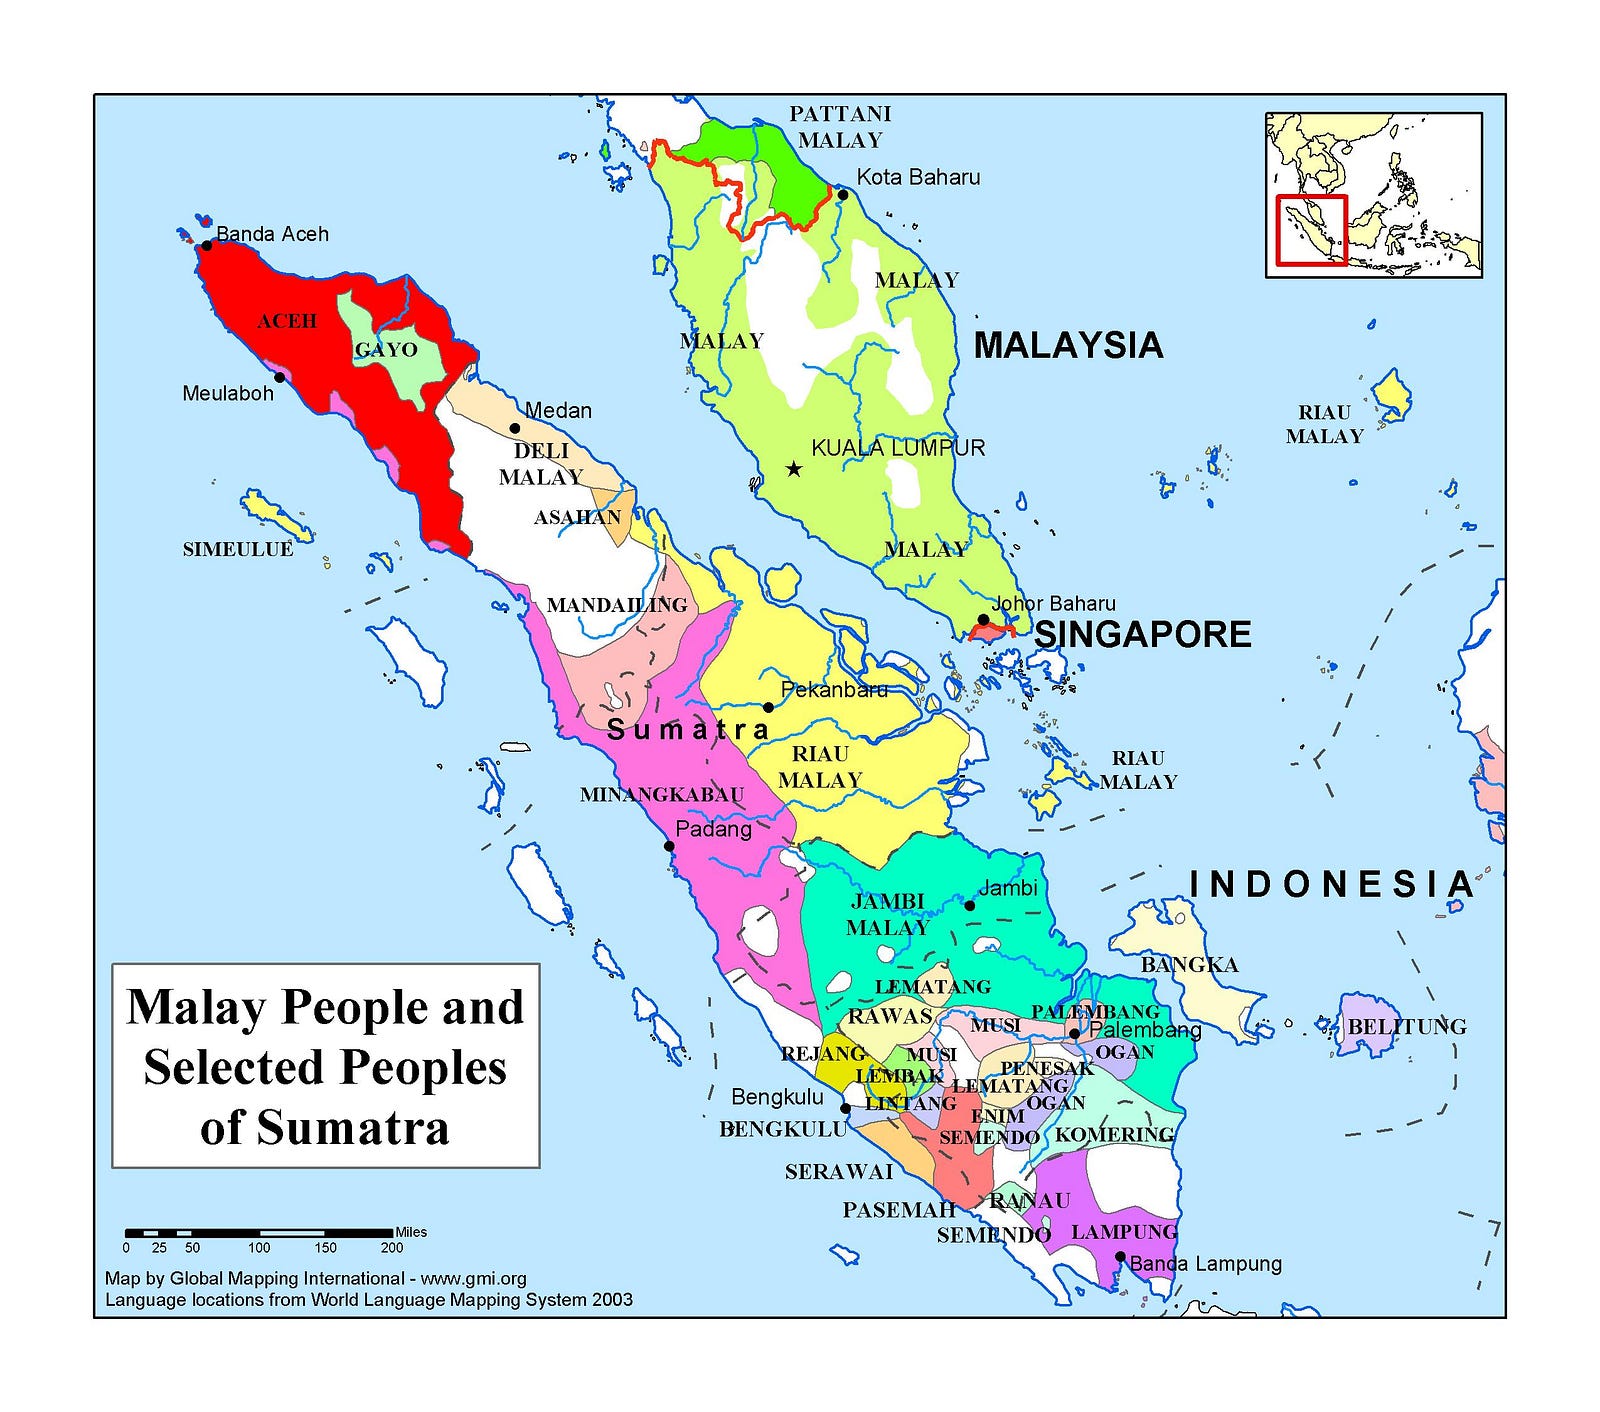 PATTANI
MALAY
Kota Baharu
Banda Aceh
MALAY
ACEH
MALAY
GAYO
MALAYSIA
Meulaboh
Medan
RIAU
MALAY
DELI
MALAY
KUALA LUMPUR
ASAHAN
SIMEULUE
MALAY
MANDAILING
Johor Baharu
SINGAPORE
Pekanbaru
Sumatra
RIAU
MALAY
RIAU
MALAY
MINANGKABAU
Padang
INDONESIA
Jambi
JAMBI
MALAY
BANGKA
LEMATANG
PALEMBANG
RAWAS
MUSI
Palembang
BELITUNG
REJANG
MUSI
OGAN
PENESAK
LEMBAK
LEMATANG
Bengkulu
LINTANG
OGAN
ENIM
BENGKULU
SEMENDO
KOMERING
SERAWAI
RANAU
PASEMAH
SEMENDO
LAMPUNG
Banda Lampung
Malay People and
Selected Peoples
of Sumatra
Miles
0 25 50 100 150 200
Map by Global Mapping International - www.gmi.org
Language locations from World Language Mapping System 2003